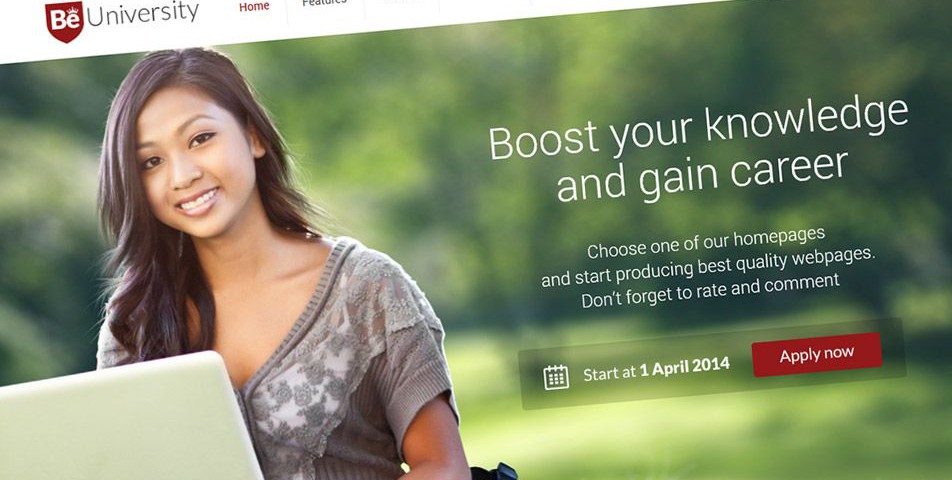 Be University
Home
Features
Boost your knowledge
and gain career
Choose one of our homepages
and start producing best quality webpages.
Don't forget to rate and comment
Start at 1 April 2014
Apply now